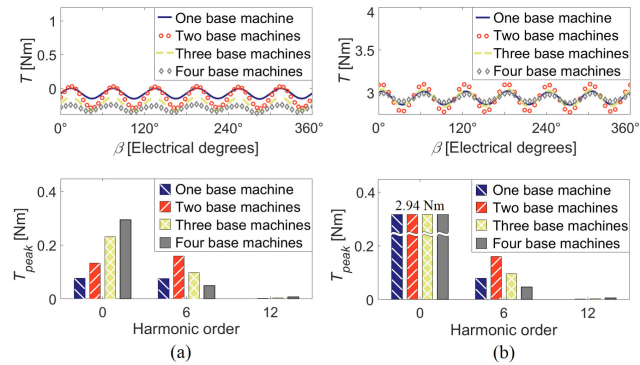 One base machine
Two base machines
Three base machines
Four base machines
T [Nm]
1
0
0°
120°
240°
360°
β [Electrical degrees]
One base machine
Two base machines
Three base machines
Four base machines
T [Nm]
4
3.5
3
0°
120°
240°
360°
β [Electrical degrees]
One base machine
Two base machines
Three base machines
Four base machines
T_peak [Nm]
0.4
0.2
0
0
6
12
Harmonic order
(a)
2.94 Nm
One base machine
Two base machines
Three base machines
Four base machines
T_peak [Nm]
0.4
0.2
0
0
6
12
Harmonic order
(b)